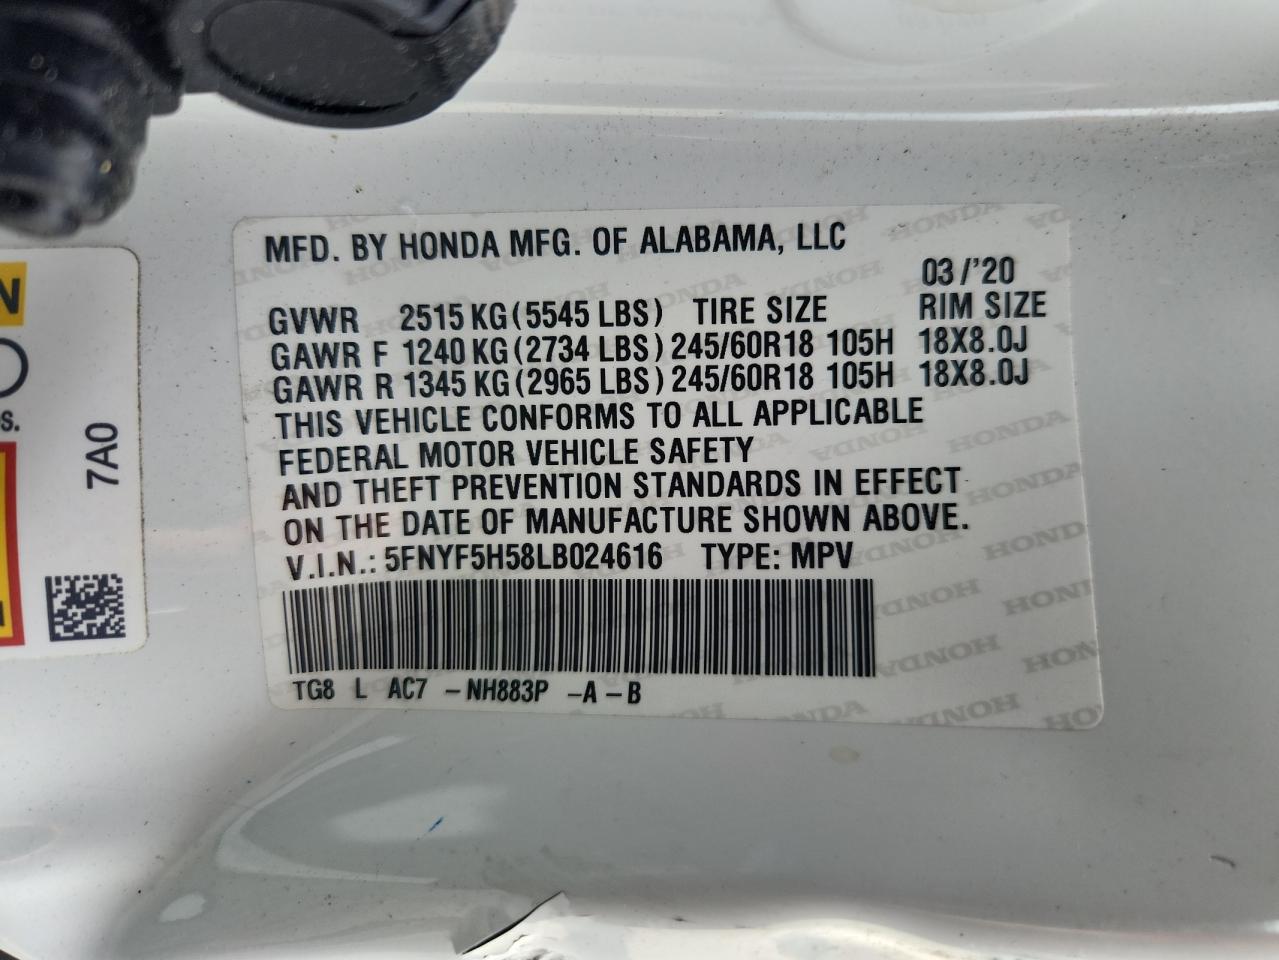 MFD. BY HONDA MFG. OF ALABAMA, LLC
03/'20
GVWR 2515 KG (5545 LBS) TIRE SIZE RIM SIZE
GAWR F 1240 KG (2734 LBS) 245/60R18 105H 18X8.0J
GAWR R 1345 KG (2965 LBS) 245/60R18 105H 18X8.0J
THIS VEHICLE CONFORMS TO ALL APPLICABLE
FEDERAL MOTOR VEHICLE SAFETY
AND THEFT PREVENTION STANDARDS IN EFFECT
ON THE DATE OF MANUFACTURE SHOWN ABOVE.
V.I.N.: 5FNYF5H58LB024616 TYPE: MPV
TG8 L AC7 -NH883P -A -B
7A0